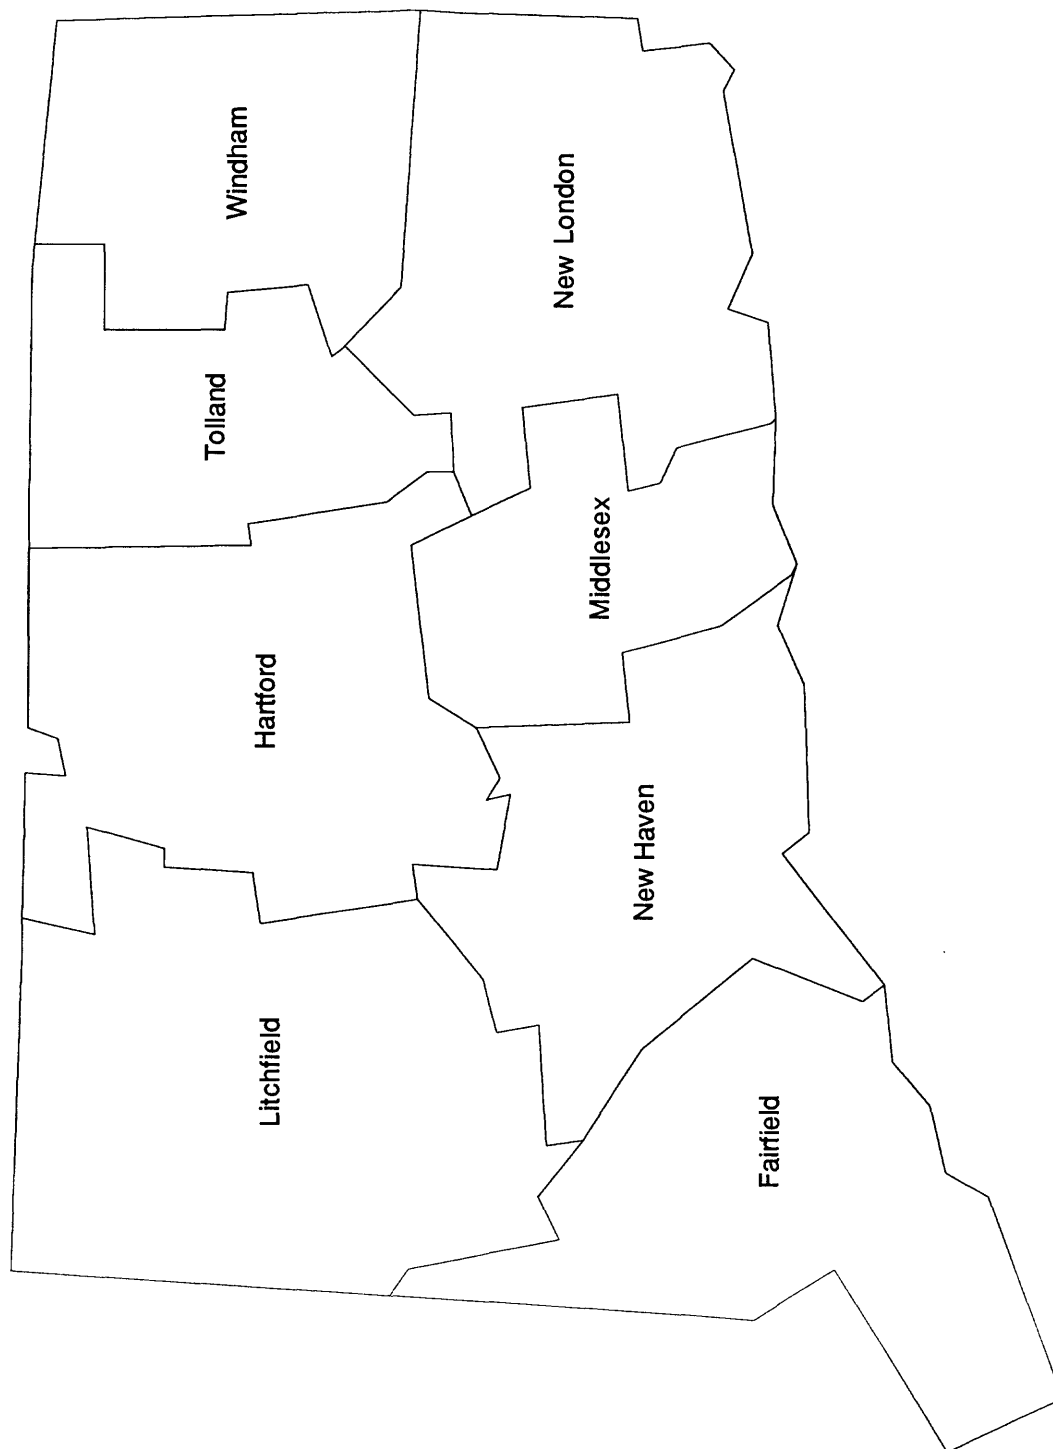 Litchfield
Hartford
Tolland
Windham
Fairfield
New Haven
Middlesex
New London